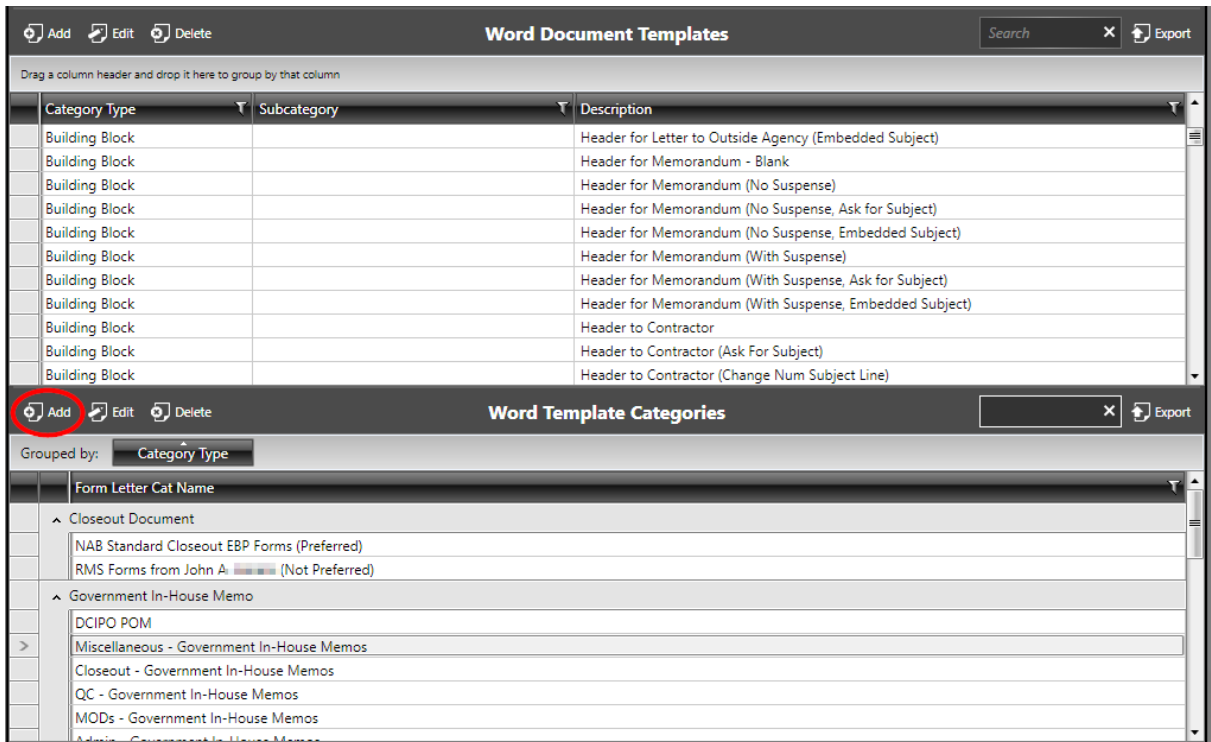 Add Edit Delete Word Document Templates Search Export
Drag a column header and drop it here to group by that column
Category Type Subcategory Description
Building Block Header for Letter to Outside Agency (Embedded Subject)
Building Block Header for Memorandum - Blank
Building Block Header for Memorandum (No Suspense)
Building Block Header for Memorandum (No Suspense, Ask for Subject)
Building Block Header for Memorandum (No Suspense, Embedded Subject)
Building Block Header for Memorandum (With Suspense)
Building Block Header for Memorandum (With Suspense, Ask for Subject)
Building Block Header for Memorandum (With Suspense, Embedded Subject)
Building Block Header to Contractor
Building Block Header to Contractor (Ask For Subject)
Building Block Header to Contractor (Change Num Subject Line)
Add Edit Delete Word Template Categories Export
Grouped by: Category Type
Form Letter Cat Name
Closeout Document
NAB Standard Closeout EBP Forms (Preferred)
RMS Forms from John A (Not Preferred)
Government In-House Memo
DCIPO POM
Miscellaneous - Government In-House Memos
Closeout - Government In-House Memos
QC - Government In-House Memos
MODs - Government In-House Memos
Admin - Government In-House Memos